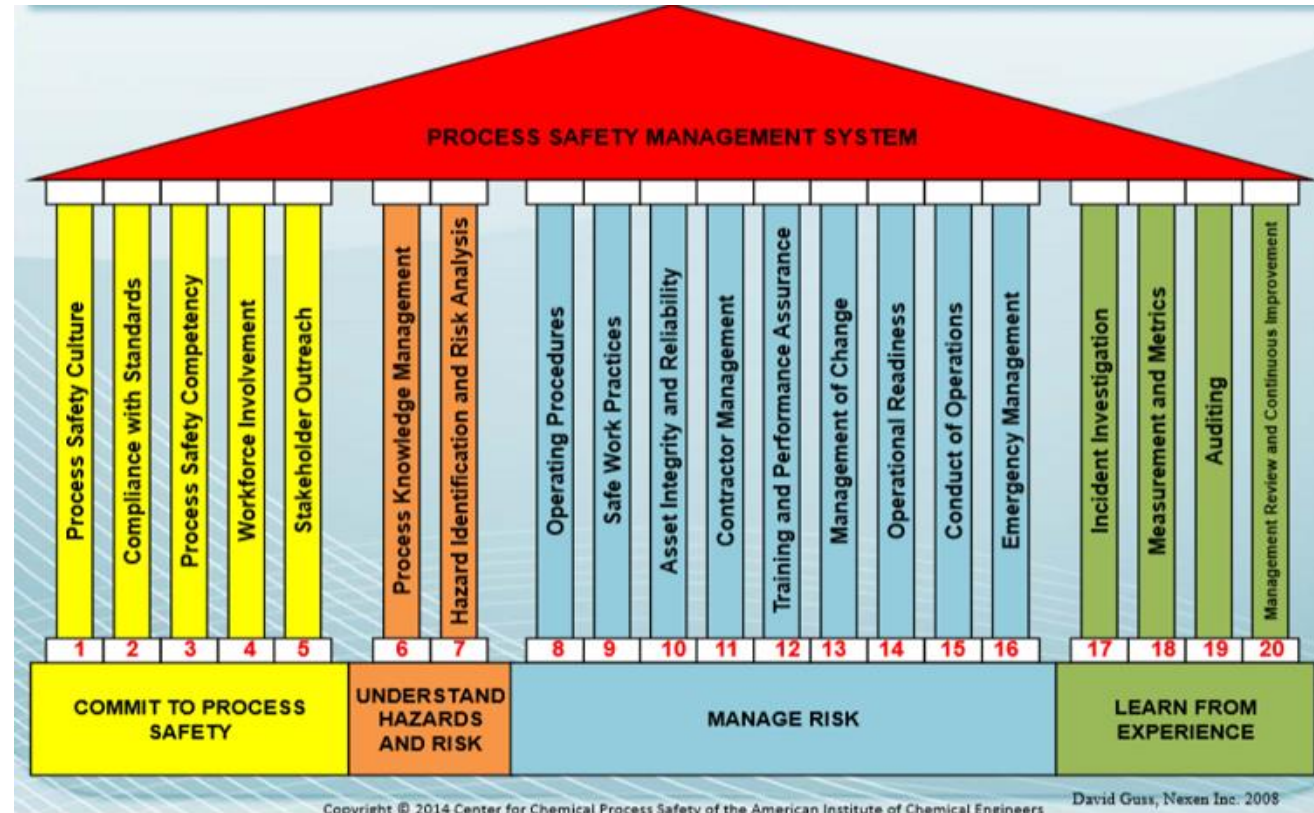 PROCESS SAFETY MANAGEMENT SYSTEM
Process Safety Culture
Compliance with Standards
Process Safety Competency
Workforce Involvement
Stakeholder Outreach
Process Knowledge Management
Hazard Identification and Risk Analysis
Operating Procedures
Safe Work Practices
Asset Integrity and Reliability
Contractor Management
Training and Performance Assurance
Management of Change
Operational Readiness
Conduct of Operations
Emergency Management
Incident Investigation
Measurement and Metrics
Auditing
Management Review and Continuous Improvement
1 2 3 4 5 6 7 8 9 10 11 12 13 14 15 16 17 18 19 20
COMMIT TO PROCESS
SAFETY
UNDERSTAND
HAZARDS
AND RISK
MANAGE RISK
LEARN FROM
EXPERIENCE
Copyright © 2014 Center for Chemical Process Safety of the American Institute of Chemical Engineers
David Guss, Nexen Inc. 2008